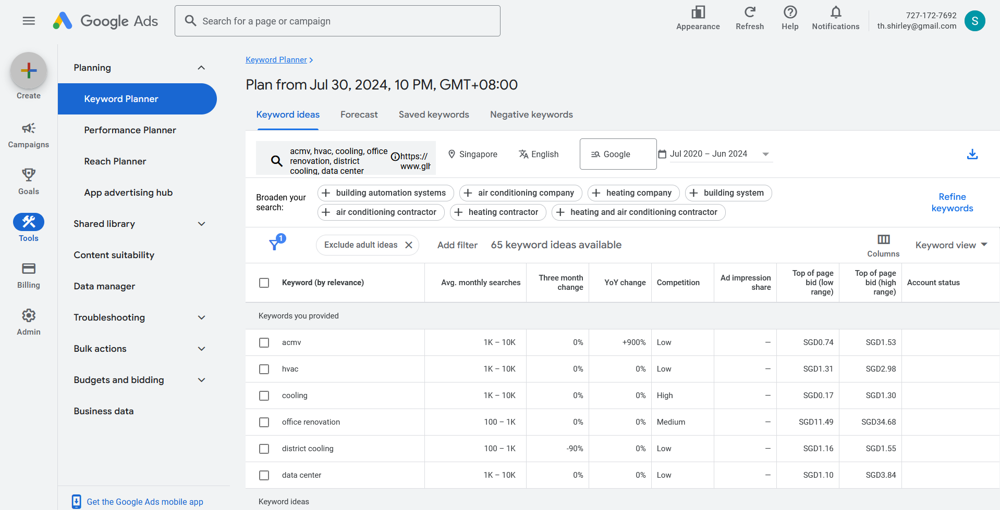 Google Ads
Search for a page or campaign
Appearance
Refresh
Help
Notifications
727-172-7692
th.shirley@gmail.com
S
Create
Campaigns
Goals
Tools
Billing
Admin
Planning
Keyword Planner
Performance Planner
Reach Planner
App advertising hub
Shared library
Content suitability
Data manager
Troubleshooting
Bulk actions
Budgets and bidding
Business data
Get the Google Ads mobile app
Keyword Planner
Plan from Jul 30, 2024, 10 PM, GMT+08:00
Keyword ideas Forecast Saved keywords Negative keywords
acmv, hvac, cooling, office
renovation, district
cooling, data center
https://
www.glh
Singapore
English
Google
Jul 2020 – Jun 2024
Broaden your
search:
building automation systems air conditioning company heating company building system
air conditioning contractor heating contractor heating and air conditioning contractor
Refine
keywords
1
Exclude adult ideas
Add filter
65 keyword ideas available
Columns
Keyword view
Keyword (by relevance)
Avg. monthly searches
Three month
change
YoY change
Competition
Ad impression
share
Top of page
bid (low
range)
Top of page
bid (high
range)
Account status
Keywords you provided
acmv 1K – 10K 0% +900% Low — SGD0.74 SGD1.53
hvac 1K – 10K 0% 0% Low — SGD1.31 SGD2.98
cooling 1K – 10K 0% 0% High — SGD0.17 SGD1.30
office renovation 100 – 1K 0% 0% Medium — SGD11.49 SGD34.68
district cooling 100 – 1K -90% 0% Low — SGD1.16 SGD1.55
data center 1K – 10K 0% 0% Low — SGD1.10 SGD3.84
Keyword ideas